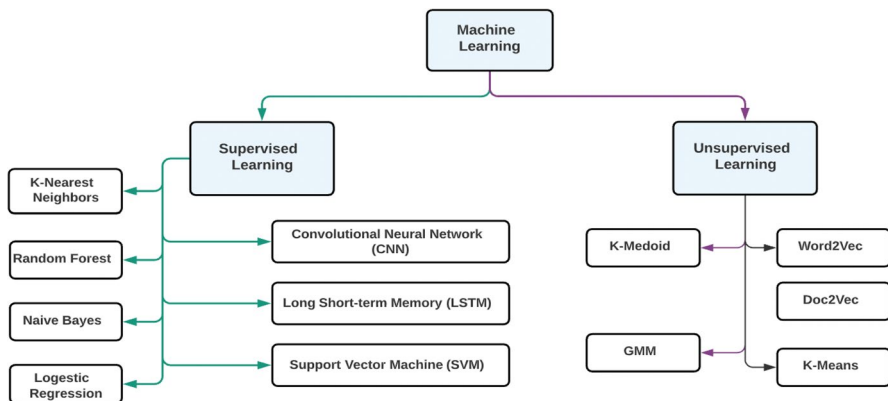 Machine
Learning
Supervised
Learning
Unsupervised
Learning
K-Nearest
Neighbors
Random Forest
Naive Bayes
Logestic
Regression
Convolutional Neural Network
(CNN)
Long Short-term Memory (LSTM)
Support Vector Machine (SVM)
K-Medoid
GMM
Word2Vec
Doc2Vec
K-Means